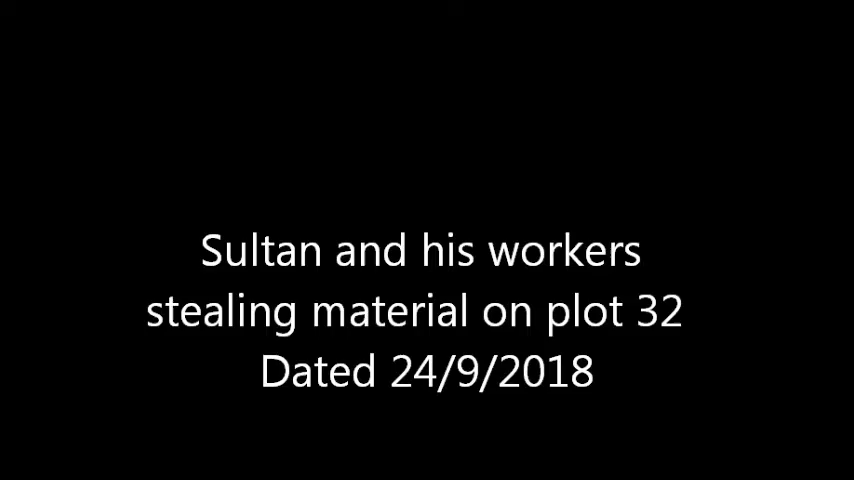 Sultan and his workers
stealing material on plot 32
Dated 24/9/2018